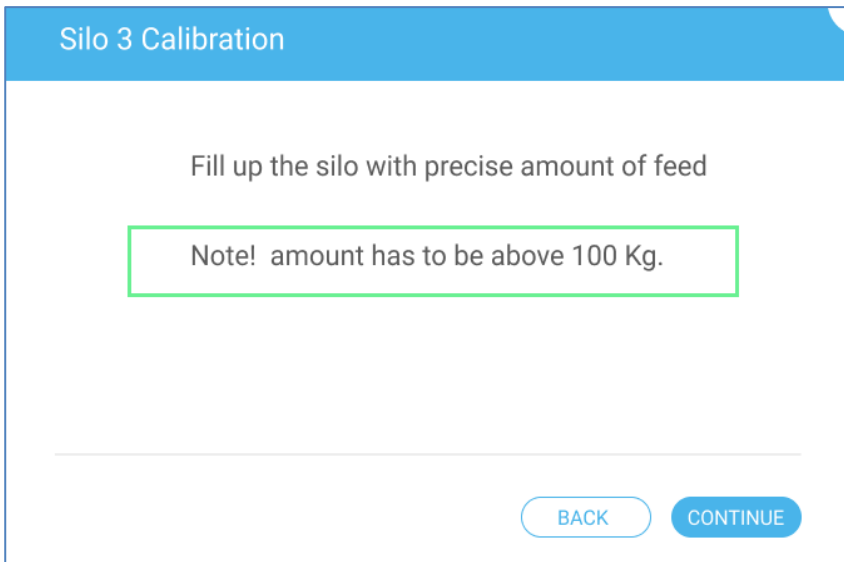 Silo 3 Calibration
Fill up the silo with precise amount of feed
Note!  amount has to be above 100 Kg.
BACK
CONTINUE